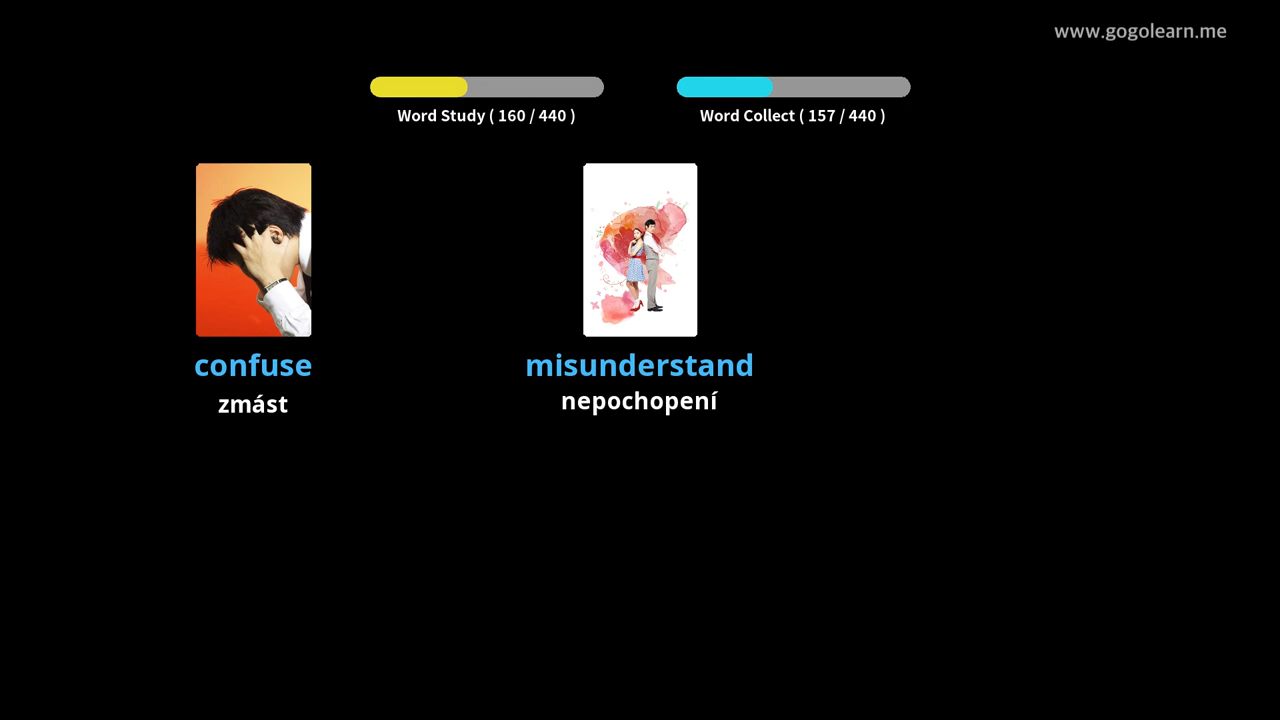 www.gogolearn.me
Word Study ( 160 / 440 )
Word Collect ( 157 / 440 )
confuse
zmást
misunderstand
nepochopení